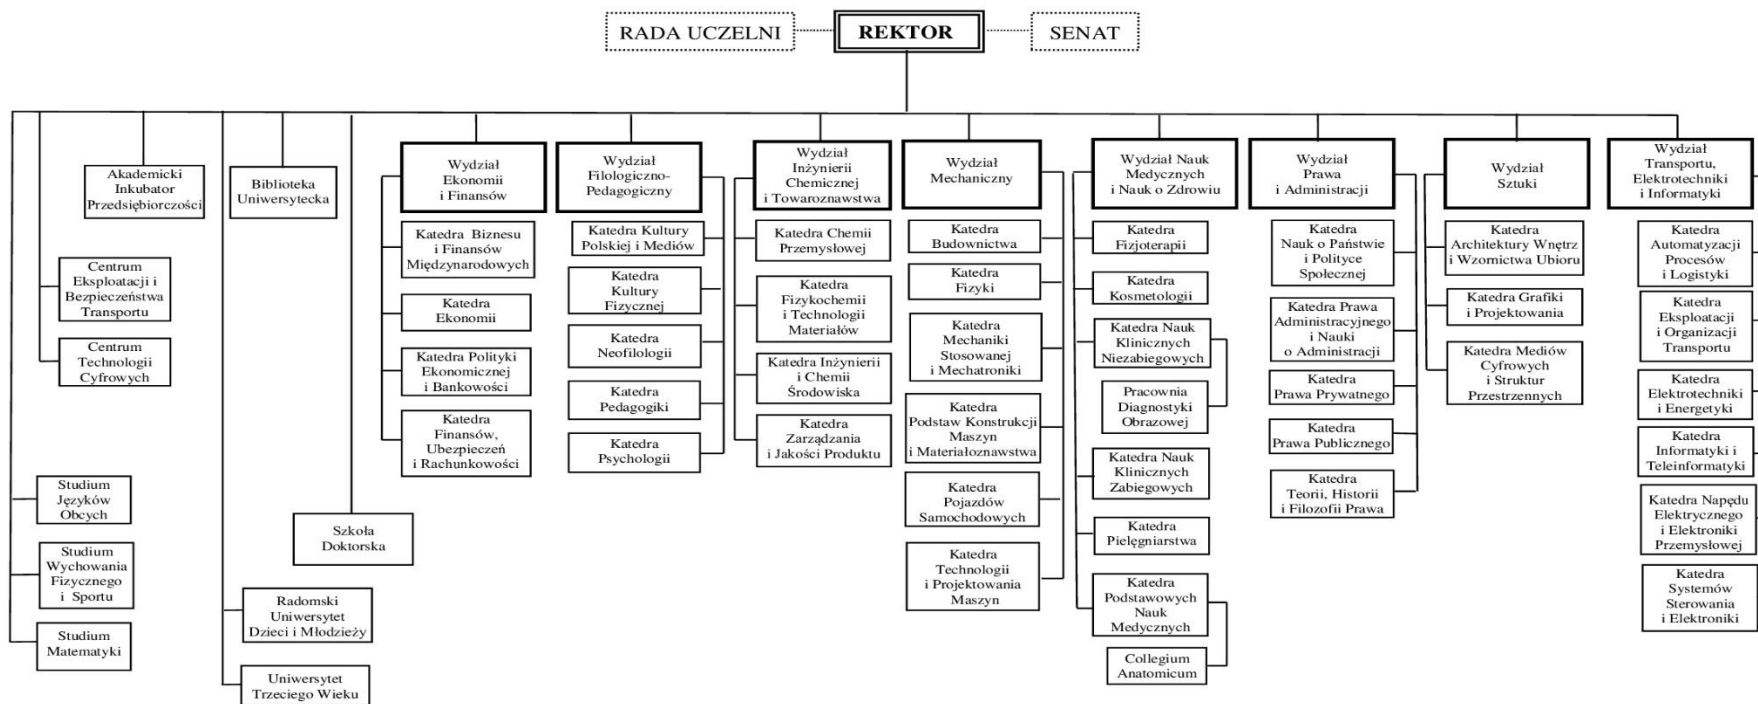 RADA UCZELNI
REKTOR
SENAT
Akademicki
Inkubator
Przedsiębiorczości
Biblioteka
Uniwersytecka
Centrum
Eksploatacji i
Bezpieczeństwa
Transportu
Centrum
Technologii
Cyfrowych
Studium
Języków
Obcych
Studium
Wychowania
Fizycznego
i Sportu
Studium
Matematyki
Szkoła
Doktorska
Radomski
Uniwersytet
Dzieci i Młodzieży
Uniwersytet
Trzeciego Wieku
Wydział
Ekonomii
i Finansów
Katedra Biznesu
i Finansów
Międzynarodowych
Katedra
Ekonomii
Katedra Polityki
Ekonomicznej
i Bankowości
Katedra
Finansów,
Ubezpieczeń
i Rachunkowości
Wydział
Filologiczno-
Pedagogiczny
Katedra Kultury
Polskiej i Mediów
Katedra
Kultury
Fizycznej
Katedra
Neofilologii
Katedra
Pedagogiki
Katedra
Psychologii
Wydział
Inżynierii
Chemicznej
i Towaroznawstwa
Katedra Chemii
Przemysłowej
Katedra
Fizykochemii
i Technologii
Materiałów
Katedra Inżynierii
i Chemii
Środowiska
Katedra
Zarządzania
i Jakości Produktu
Wydział
Mechaniczny
Katedra
Budownictwa
Katedra
Fizyki
Katedra
Mechaniki
Stosowanej
i Mechatroniki
Katedra
Podstaw Konstrukcji
Maszyn
i Materiałoznawstwa
Katedra
Pojazdów
Samochodowych
Katedra
Technologii
i Projektowania
Maszyn
Wydział Nauk
Medycznych
i Nauk o Zdrowiu
Katedra
Fizjoterapii
Katedra
Kosmetologii
Katedra Nauk
Klinicznych
Niezabiegowych
Pracownia
Diagnostyki
Obrazowej
Katedra Nauk
Klinicznych
Zabiegowych
Katedra
Pielęgniarstwa
Katedra
Podstawowych
Nauk
Medycznych
Collegium
Anatomicum
Wydział
Prawa
i Administracji
Katedra
Nauk o Państwie
i Polityce
Społecznej
Katedra Prawa
Administracyjnego
i Nauki
o Administracji
Katedra
Prawa Prywatnego
Katedra
Prawa Publicznego
Katedra
Teorii, Historii
i Filozofii Prawa
Wydział
Sztuki
Katedra
Architektury Wnętrz
i Wzornictwa Ubioru
Katedra Grafiki
i Projektowania
Katedra Mediów
Cyfrowych
i Struktur
Przestrzennych
Wydział
Transportu,
Elektrotechniki
i Informatyki
Katedra
Automatyzacji
Procesów
i Logistyki
Katedra
Eksploatacji
i Organizacji
Transportu
Katedra
Elektrotechniki
i Energetyki
Katedra
Informatyki i
Teleinformatyki
Katedra Napędu
Elektrycznego
i Elektroniki
Przemysłowej
Katedra
Systemów
Sterowania
i Elektroniki